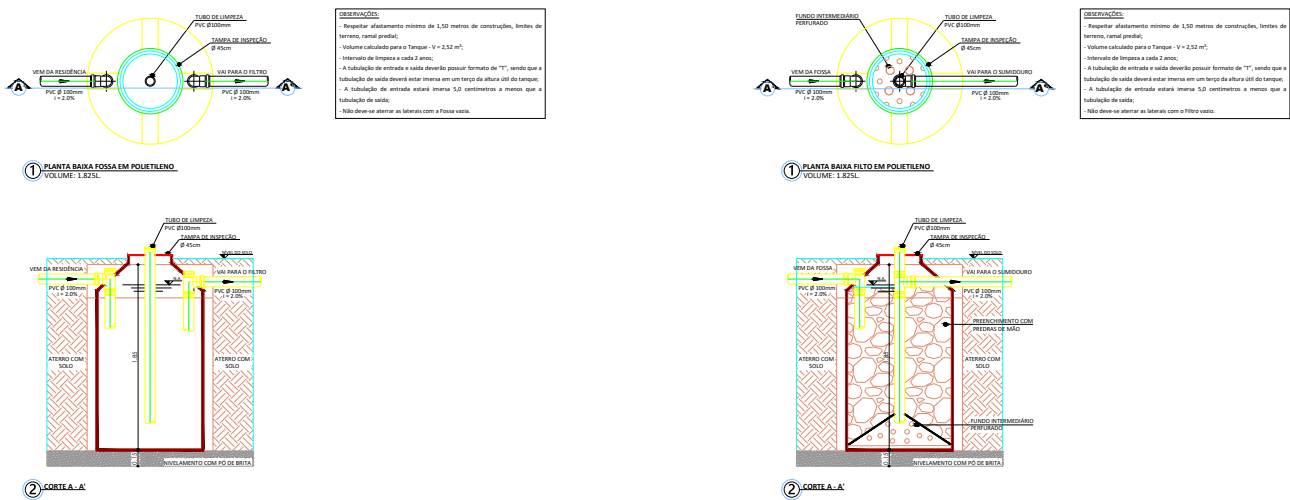 TUBO DE LIMPEZA
PVC Ø100mm
TAMPA DE INSPEÇÃO
Ø 45cm
VEM DA RESIDÊNCIA
VAI PARA O FILTRO
A
A'
PVC Ø 100mm
i = 2.0%
PVC Ø 100mm
i = 2.0%
1 PLANTA BAIXA FOSSA EM POLIETILENO
VOLUME: 1.825L.
OBSERVAÇÕES:
- Respeitar afastamento mínimo de 1,50 metros de construções, limites de
terreno, ramal predial;
- Volume calculado para o Tanque - V = 2,52 m³;
- Intervalo de limpeza a cada 2 anos;
- A tubulação de entrada e saída deverão possuir formato de "T", sendo que a
tubulação de saída deverá estar imersa em um terço da altura útil do tanque;
- A tubulação de entrada estará imersa 5,0 centímetros a menos que a
tubulação de saída;
- Não deve-se aterrar as laterais com a Fossa vazia.
TUBO DE LIMPEZA
PVC Ø100mm
TAMPA DE INSPEÇÃO
Ø 45cm
NÍVEL DO SOLO
VEM DA RESIDÊNCIA
VAI PARA O FILTRO
N.A.
PVC Ø 100mm
i = 2.0%
PVC Ø 100mm
i = 2.0%
1.85
ATERRO COM
SOLO
ATERRO COM
SOLO
0.15
NIVELAMENTO COM PÓ DE BRITA
2 CORTE A - A'
FUNDO INTERMEDIÁRIO
PERFURADO
TUBO DE LIMPEZA
PVC Ø100mm
TAMPA DE INSPEÇÃO
Ø 45cm
VEM DA FOSSA
VAI PARA O SUMIDOURO
A
A'
PVC Ø 100mm
i = 2.0%
PVC Ø 100mm
i = 2.0%
1 PLANTA BAIXA FILTO EM POLIETILENO
VOLUME: 1.825L.
OBSERVAÇÕES:
- Respeitar afastamento mínimo de 1,50 metros de construções, limites de
terreno, ramal predial;
- Volume calculado para o Tanque - V = 2,52 m³;
- Intervalo de limpeza a cada 2 anos;
- A tubulação de entrada e saída deverão possuir formato de "T", sendo que a
tubulação de saída deverá estar imersa em um terço da altura útil do tanque;
- A tubulação de entrada estará imersa 5,0 centímetros a menos que a
tubulação de saída;
- Não deve-se aterrar as laterais com o Filtro vazio.
TUBO DE LIMPEZA
PVC Ø100mm
TAMPA DE INSPEÇÃO
Ø 45cm
NÍVEL DO SOLO
VEM DA FOSSA
VAI PARA O SUMIDOURO
N.A.
PVC Ø 100mm
i = 2.0%
PVC Ø 100mm
i = 2.0%
PREENCHIMENTO COM
PEDRAS DE MÃO
1.85
ATERRO COM
SOLO
ATERRO COM
SOLO
FUNDO INTERMEDIÁRIO
PERFURADO
0.15
NIVELAMENTO COM PÓ DE BRITA
2 CORTE A - A'